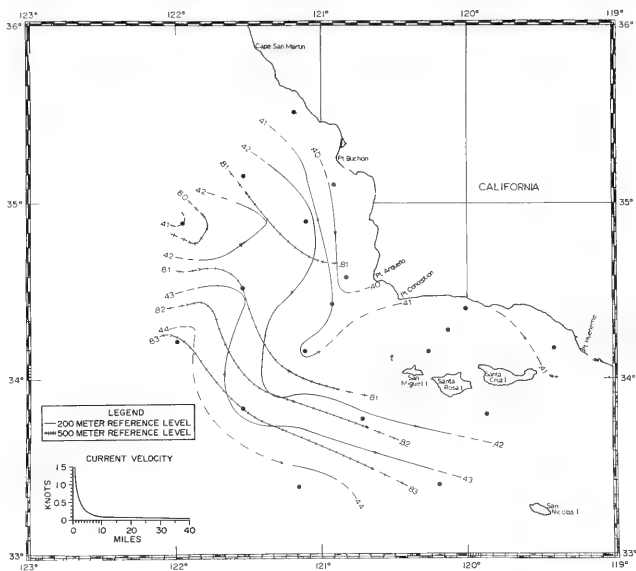 123° 122° 121° 120° 119°
36° 36°
Cape San Martin
41
42
81
40
Pt Buchon
42
80
CALIFORNIA
35° 35°
41
42
81
Pt Arguello
81
40
Pt Conception
43
41
82
44
83
Pt Hueneme
34° 34°
San
Miguel I.
Santa
Rosa I.
Santa
Cruz I.
41
81
42
82
43
83
44
LEGEND
200 METER REFERENCE LEVEL
500 METER REFERENCE LEVEL
CURRENT VELOCITY
1.5
1.0
0.5
0
KNOTS
0 10 20 30 40
MILES
San
Nicolas I.
33° 33°
123° 122° 121° 120° 119°